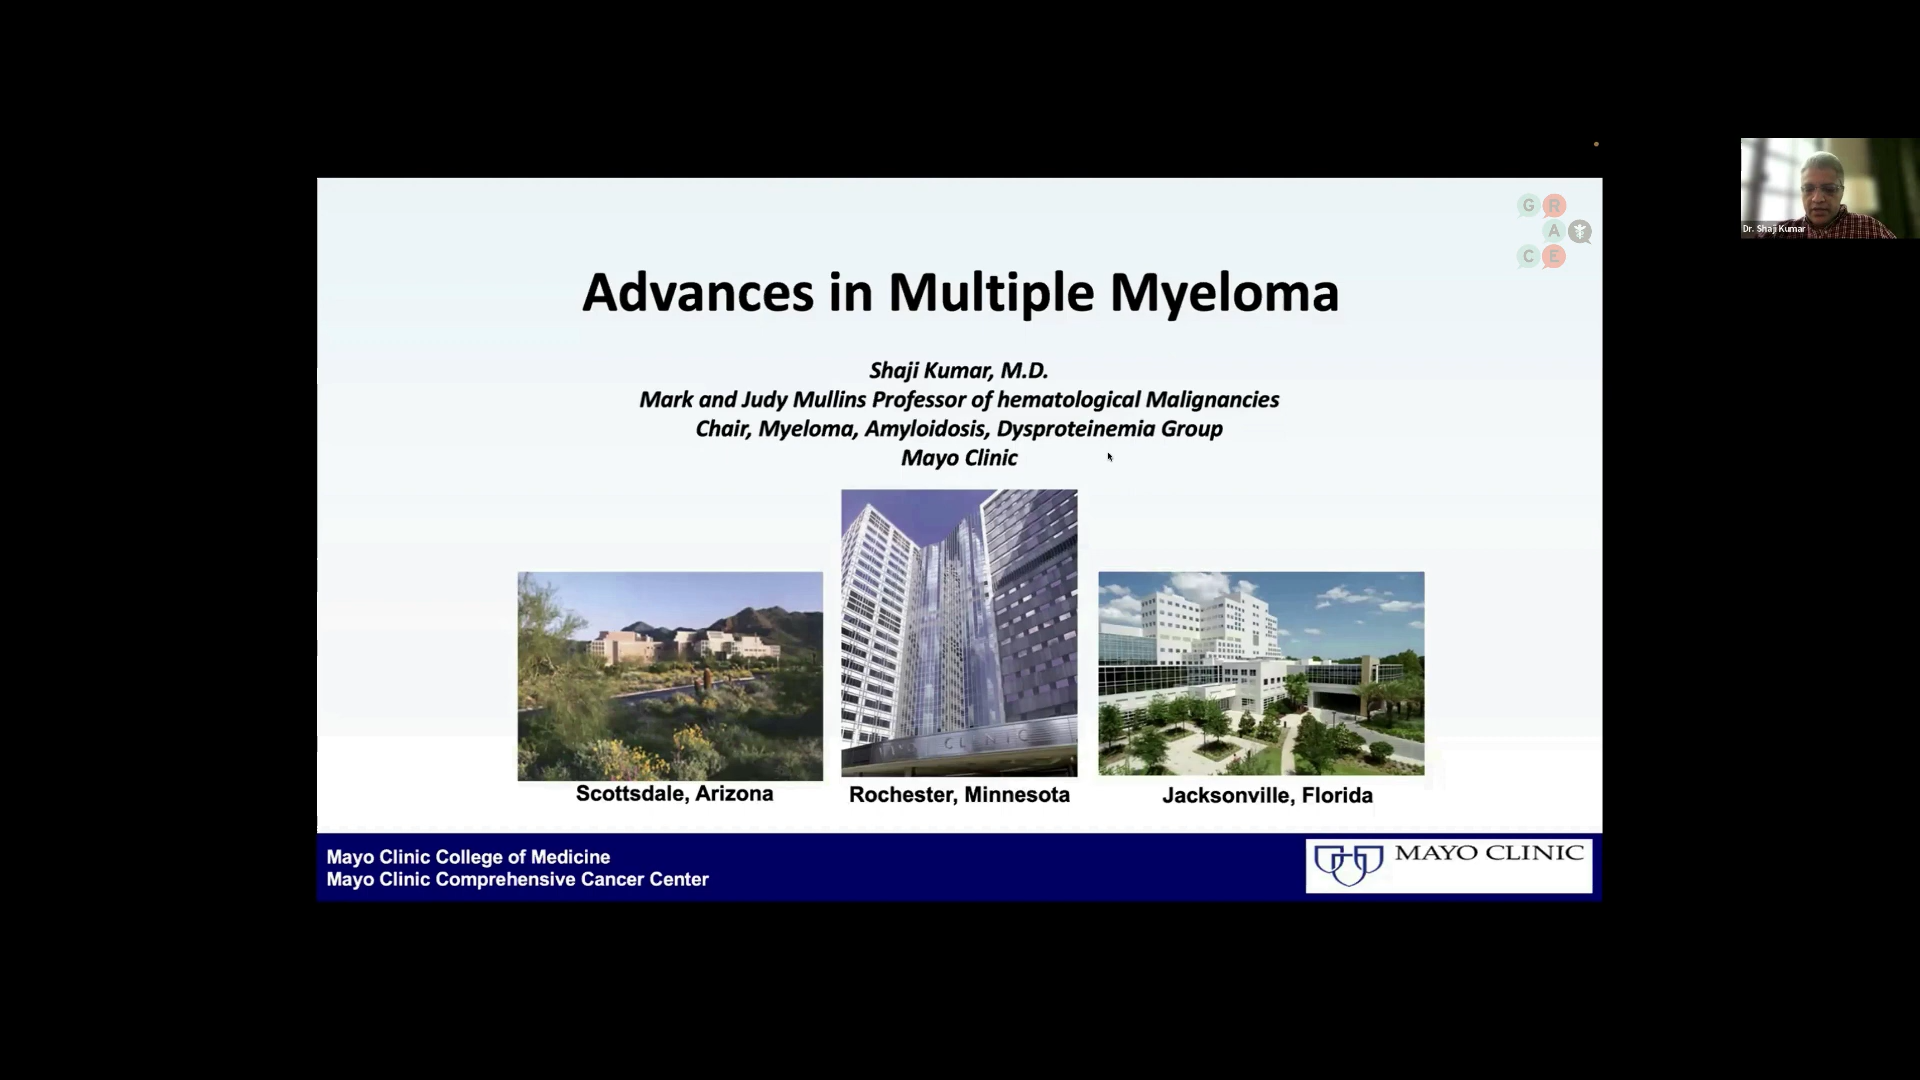 G R
A
C E
Dr. Shaji Kumar
Advances in Multiple Myeloma
Shaji Kumar, M.D.
Mark and Judy Mullins Professor of hematological Malignancies
Chair, Myeloma, Amyloidosis, Dysproteinemia Group
Mayo Clinic
CLINIC
Scottsdale, Arizona
Rochester, Minnesota
Jacksonville, Florida
Mayo Clinic College of Medicine
Mayo Clinic Comprehensive Cancer Center
MAYO CLINIC